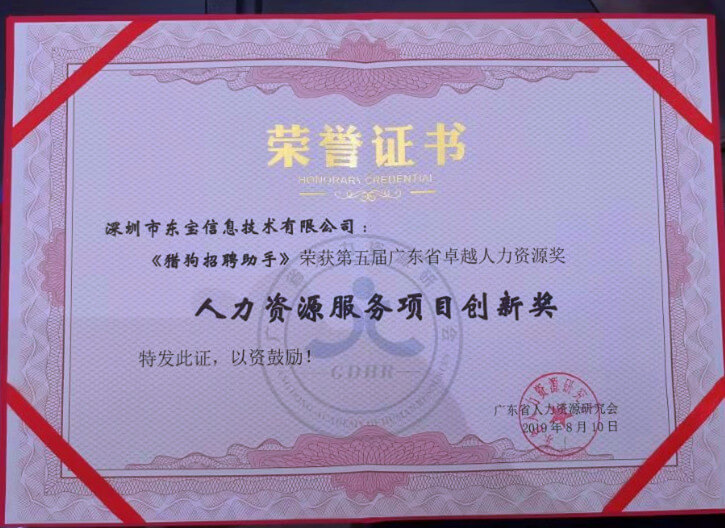 荣誉证书
HONORARY CREDENTIAL
深圳市东宝信息技术有限公司：
《猎狗招聘助手》荣获第五届广东省卓越人力资源奖
人力资源服务项目创新奖
特发此证，以资鼓励！
GDHR
广东省人力资源研究会
2019年8月10日